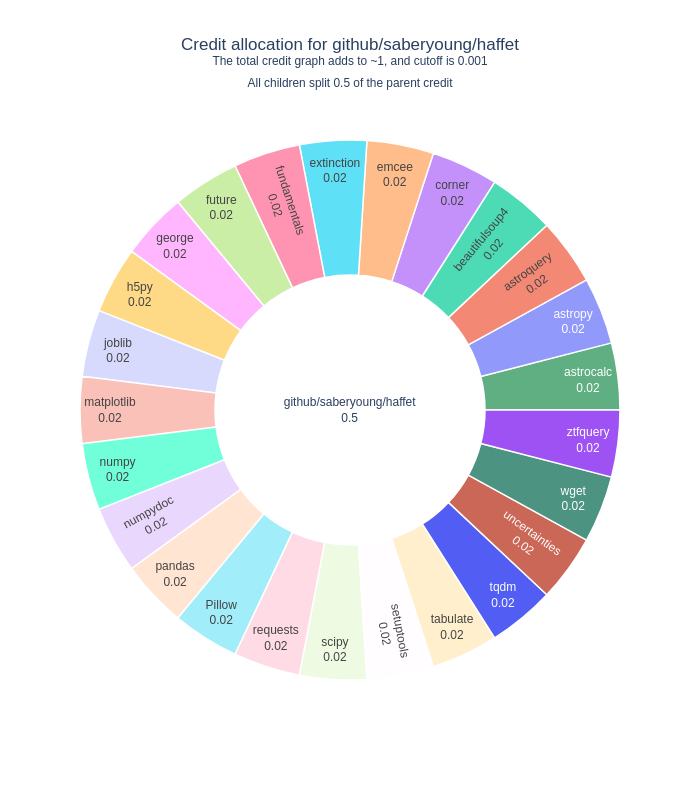 Credit allocation for github/saberyoung/haffet
The total credit graph adds to ~1, and cutoff is 0.001
All children split 0.5 of the parent credit
github/saberyoung/haffet
0.5
astrocalc
0.02
astropy
0.02
astroquery
0.02
beautifulsoup4
0.02
corner
0.02
emcee
0.02
extinction
0.02
fundamentals
0.02
future
0.02
george
0.02
h5py
0.02
joblib
0.02
matplotlib
0.02
numpy
0.02
numpydoc
0.02
pandas
0.02
Pillow
0.02
requests
0.02
scipy
0.02
setuptools
0.02
tabulate
0.02
tqdm
0.02
uncertainties
0.02
wget
0.02
ztfquery
0.02